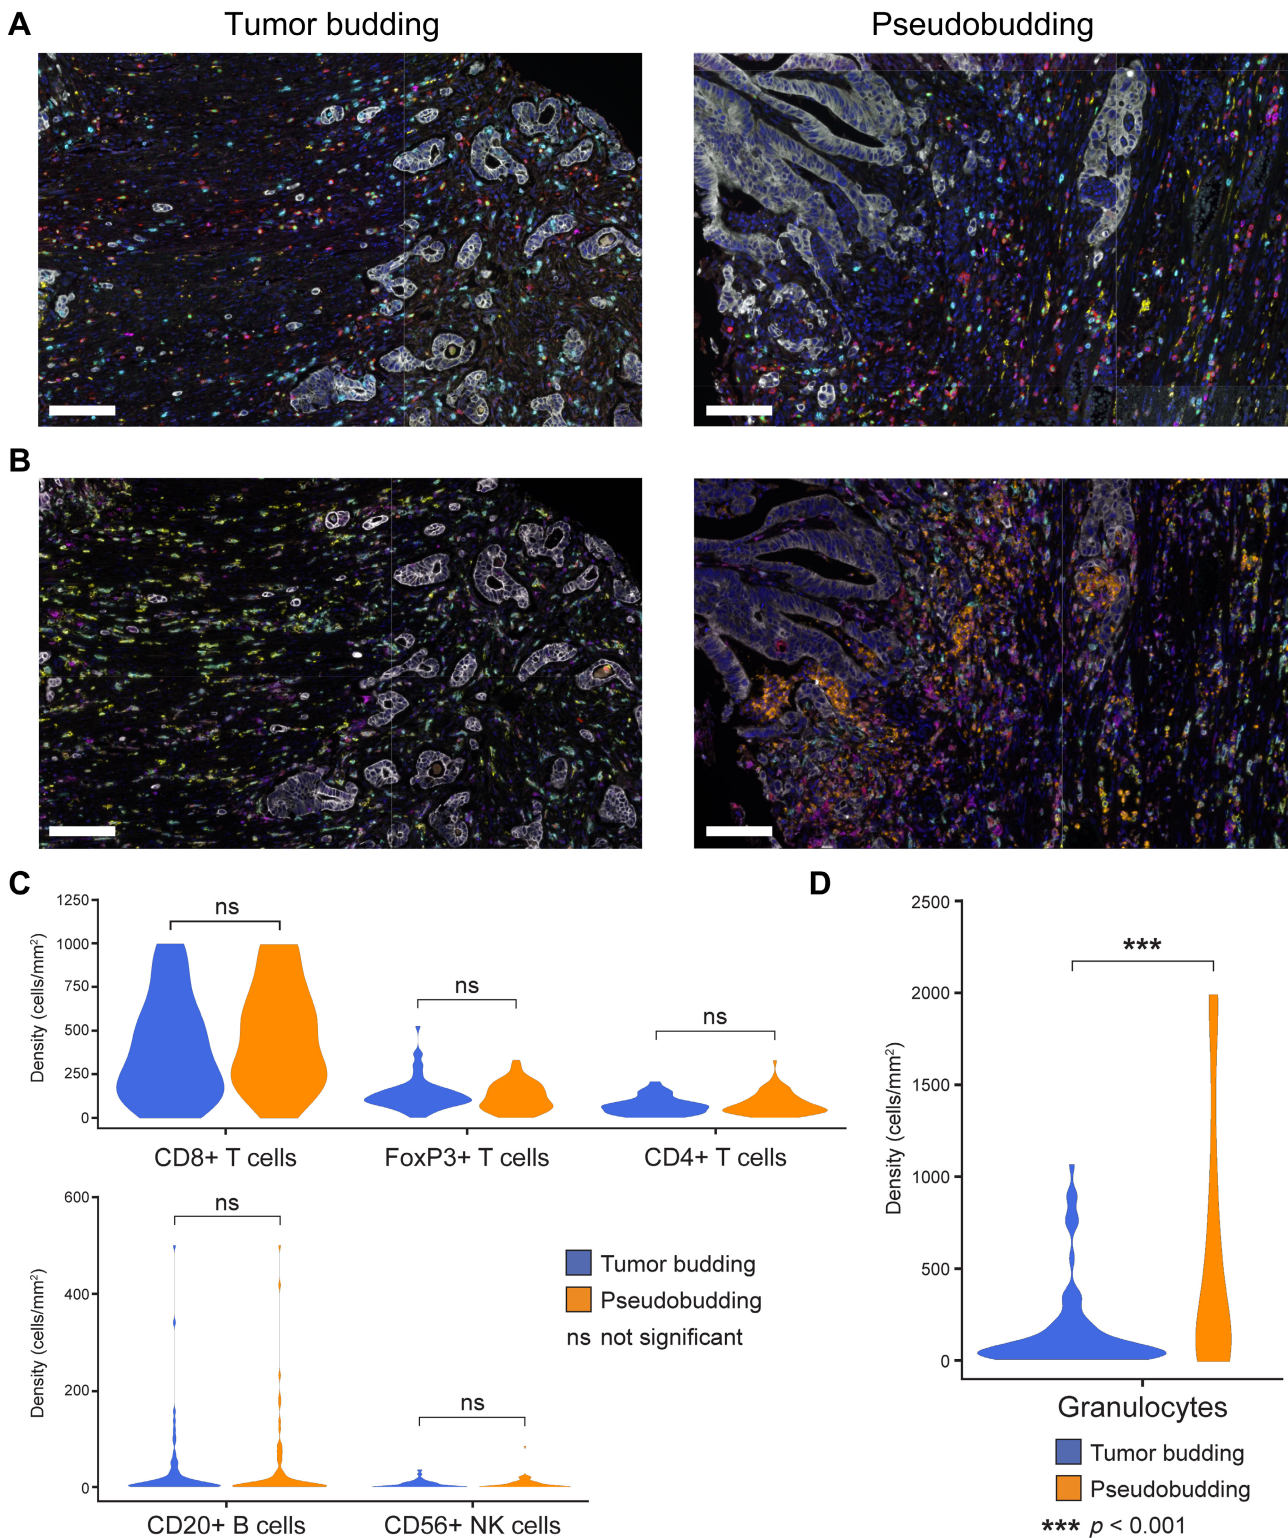 A
Tumor budding
Pseudobudding
B
C
1250
1000
750
500
250
0
Density (cells/mm²)
ns
ns
ns
CD8+ T cells
FoxP3+ T cells
CD4+ T cells
600
400
200
0
Density (cells/mm²)
ns
ns
CD20+ B cells
CD56+ NK cells
Tumor budding
Pseudobudding
ns not significant
D
2500
2000
1500
1000
500
0
Density (cells/mm²)
***
Granulocytes
Tumor budding
Pseudobudding
*** p < 0.001